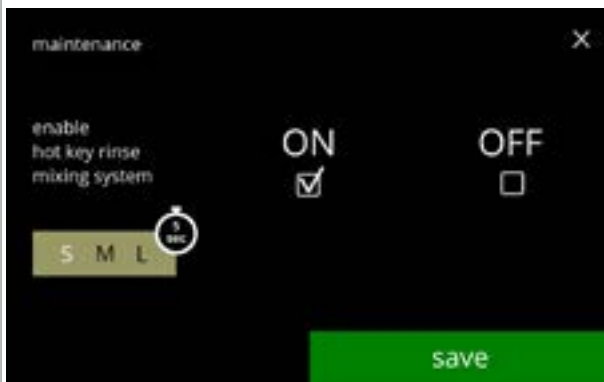 maintenance
enable
hot key rinse
mixing system
ON
OFF
5
SEC
S M L
save